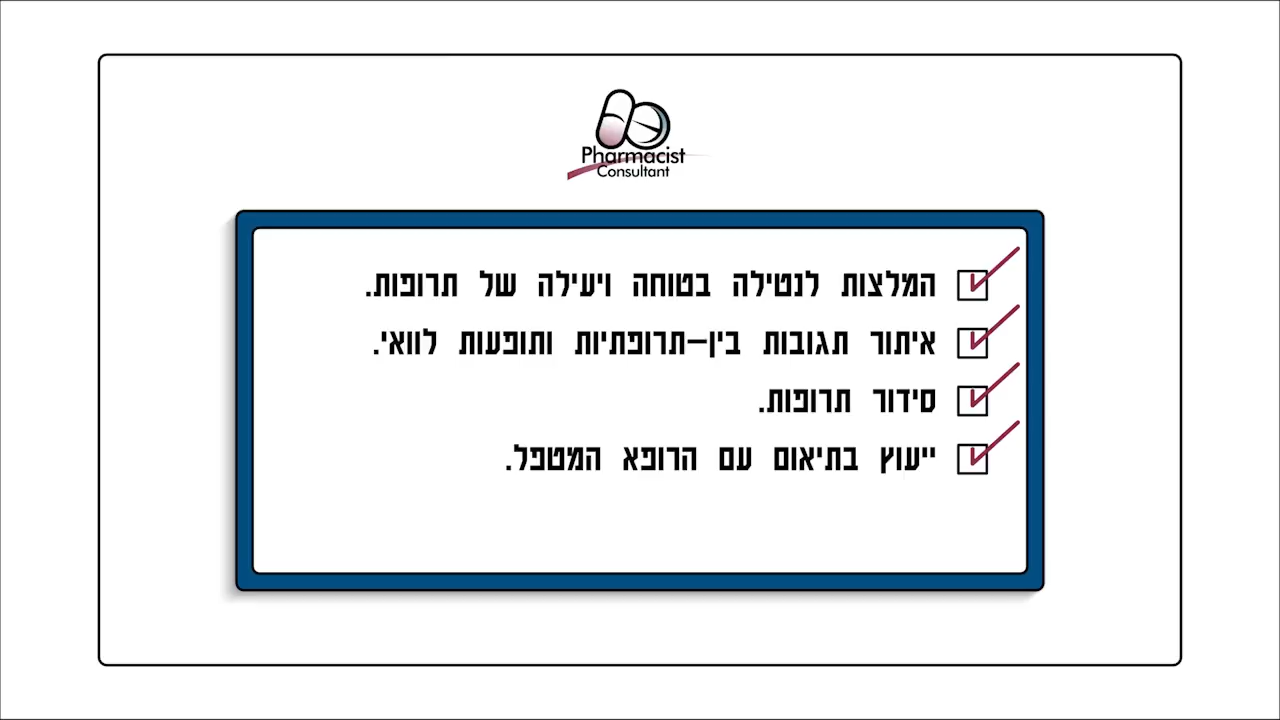 Pharmacist
Consultant
המלצות לנטילה בטוחה ויעילה של תרופות.
איתור תגובות בין-תרופתיות ותופעות לוואי.
סידור תרופות.
ייעוץ בתיאום עם הרופא המטפל.